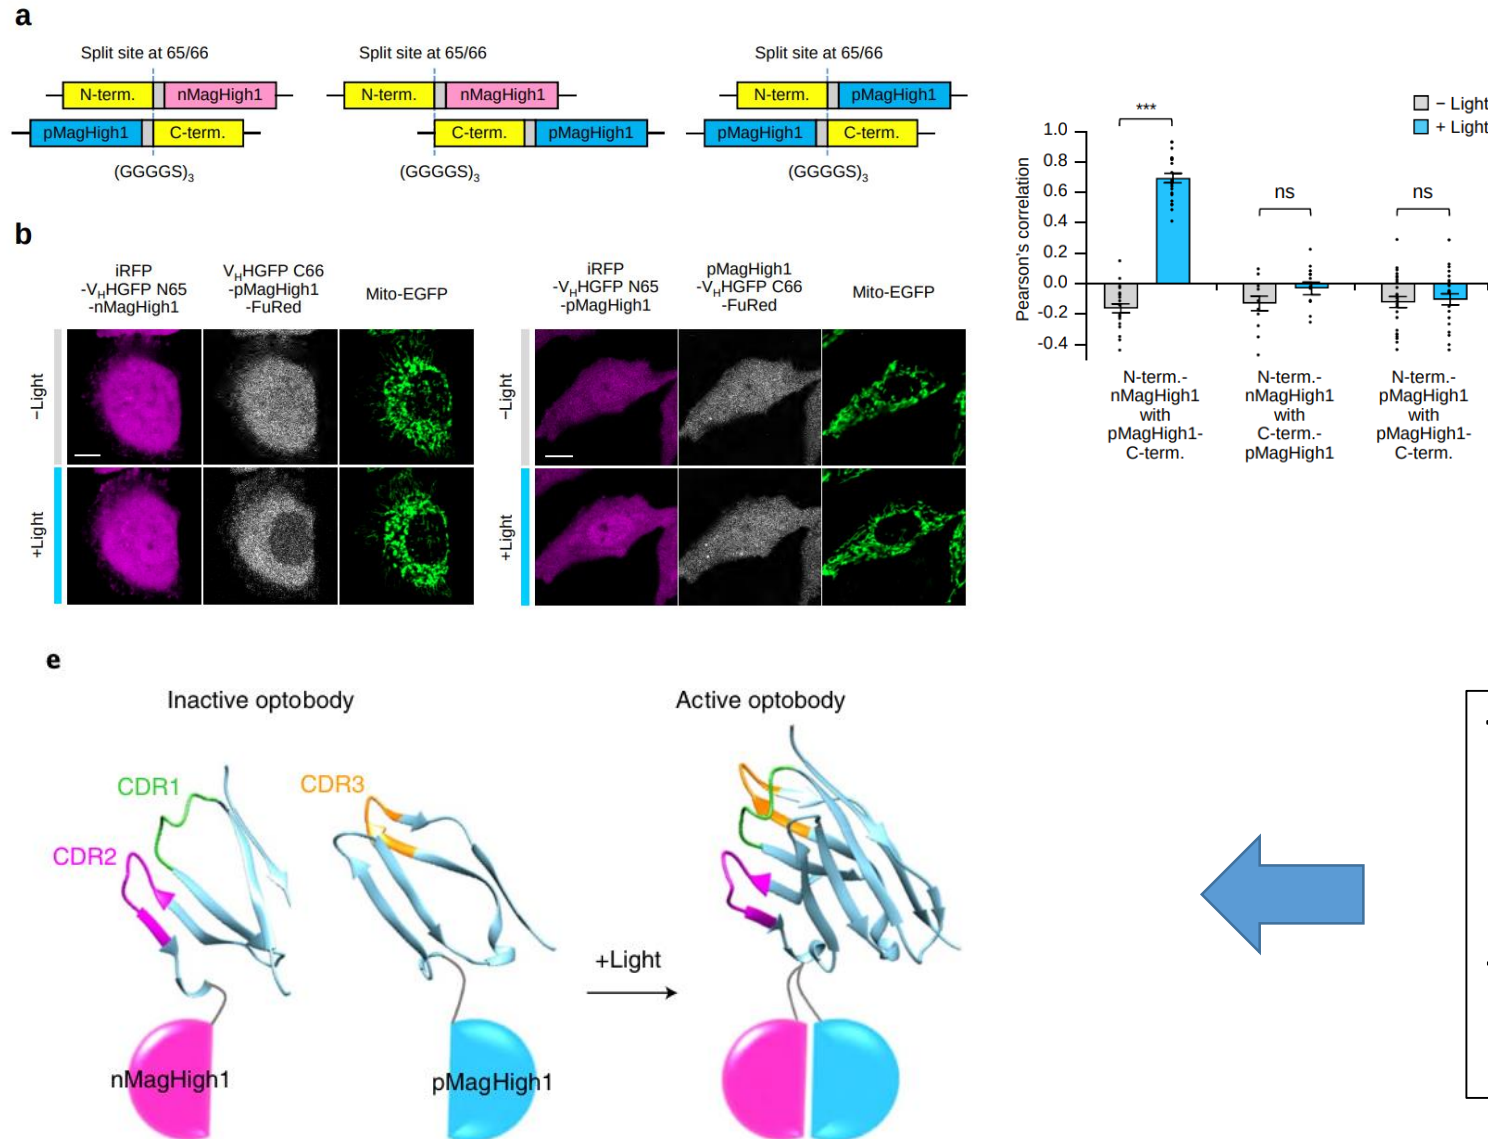 a
Split site at 65/66
Split site at 65/66
Split site at 65/66
N-term.
nMagHigh1
pMagHigh1
C-term.
(GGGGS)3
N-term.
nMagHigh1
C-term.
pMagHigh1
(GGGGS)3
N-term.
pMagHigh1
pMagHigh1
C-term.
(GGGGS)3
− Light
+ Light
***
ns
ns
Pearson's correlation
1.0
0.8
0.6
0.4
0.2
0.0
-0.2
-0.4
N-term.-
nMagHigh1
with
pMagHigh1-
C-term.
N-term.-
nMagHigh1
with
C-term.-
pMagHigh1
N-term.-
pMagHigh1
with
pMagHigh1-
C-term.
b
iRFP
-VHHGFP N65
-nMagHigh1
VHHGFP C66
-pMagHigh1
-FuRed
Mito-EGFP
iRFP
-VHHGFP N65
-pMagHigh1
pMagHigh1
-VHHGFP C66
-FuRed
Mito-EGFP
−Light
+Light
−Light
+Light
e
Inactive optobody
Active optobody
CDR1
CDR2
CDR3
+Light
nMagHigh1
pMagHigh1